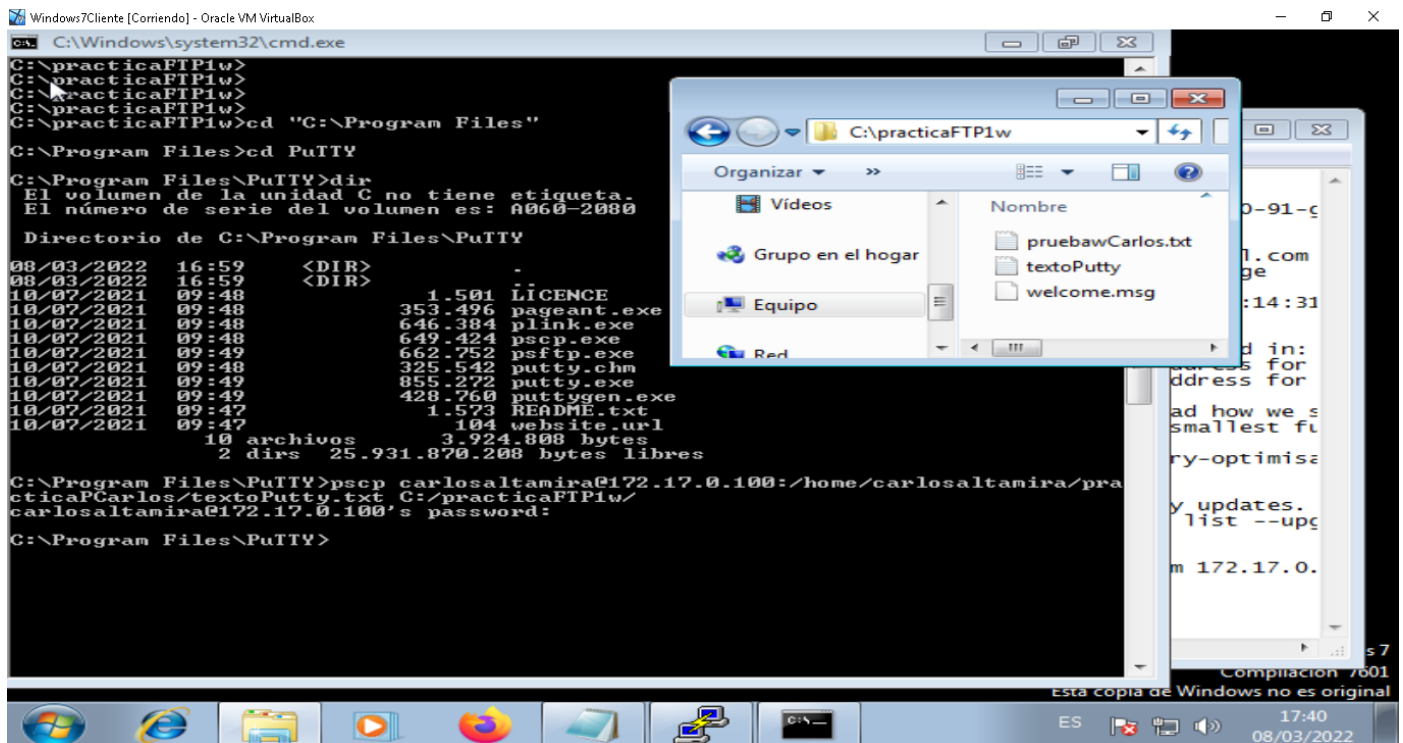 Windows7Cliente [Corriendo] - Oracle VM VirtualBox
C:\Windows\system32\cmd.exe
C:\practicaFTP1w>
C:\practicaFTP1w>
C:\practicaFTP1w>
C:\practicaFTP1w>
C:\practicaFTP1w>cd "C:\Program Files"
C:\Program Files>cd PuTTY
C:\Program Files\PuTTY>dir
El volumen de la unidad C no tiene etiqueta.
El número de serie del volumen es: A060-2080
Directorio de C:\Program Files\PuTTY
08/03/2022 16:59 <DIR> .
08/03/2022 16:59 <DIR> ..
10/07/2021 09:48 1.501 LICENCE
10/07/2021 09:48 353.496 pageant.exe
10/07/2021 09:48 646.384 plink.exe
10/07/2021 09:48 649.424 pscp.exe
10/07/2021 09:49 662.752 psftp.exe
10/07/2021 09:48 325.542 putty.chm
10/07/2021 09:49 855.272 putty.exe
10/07/2021 09:49 428.760 puttygen.exe
10/07/2021 09:47 1.573 README.txt
10/07/2021 09:47 104 website.url
10 archivos 3.924.808 bytes
2 dirs 25.931.870.208 bytes libres
C:\Program Files\PuTTY>pscp carlosaltamira@172.17.0.100:/home/carlosaltamira/pra
cticaPCarlos/textoPutty.txt C:/practicaFTP1w/
carlosaltamira@172.17.0.100's password:
C:\Program Files\PuTTY>
C:\practicaFTP1w
Organizar »
Vídeos
Grupo en el hogar
Equipo
Red
Nombre
pruebawCarlos.txt
textoPutty
welcome.msg
0-91-g
l.com
ge
:14:31
d in:
ess for
ddress for
ad how we s
smallest fu
ry-optimisa
y updates.
list --upg
m 172.17.0.
s 7
Compilación 7601
Esta copia de Windows no es original
ES
17:40
08/03/2022